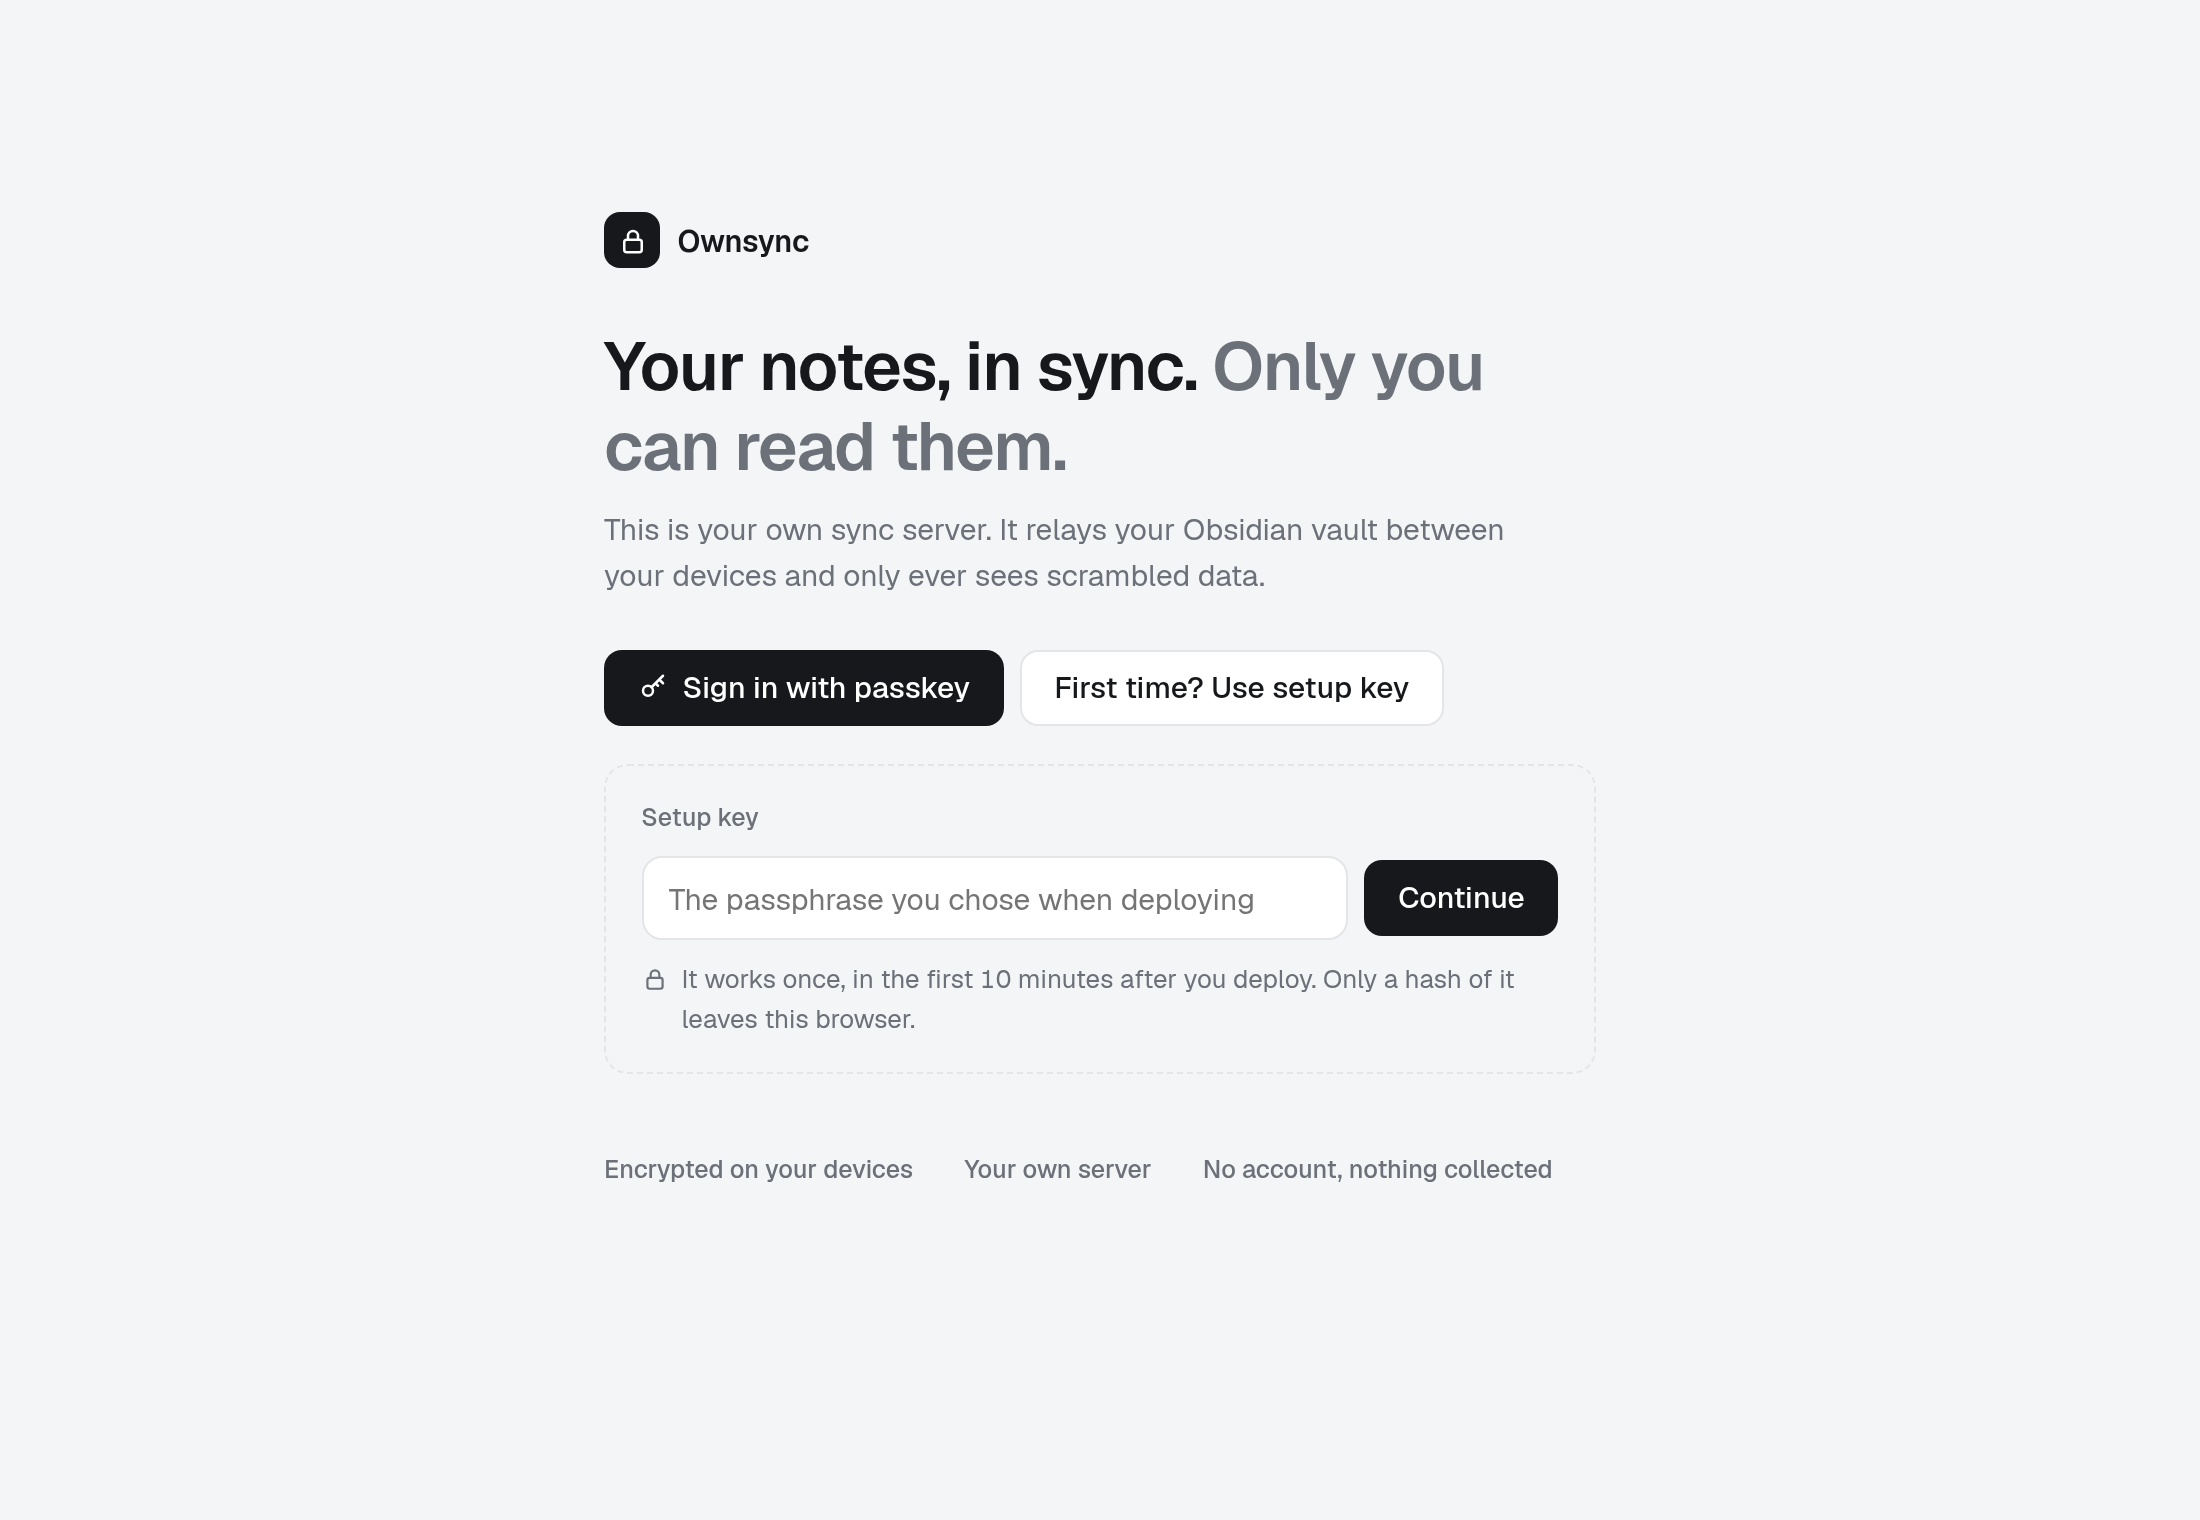 Ownsync
Your notes, in sync. Only you
can read them.
This is your own sync server. It relays your Obsidian vault between
your devices and only ever sees scrambled data.
Sign in with passkey
First time? Use setup key
Setup key
The passphrase you chose when deploying
Continue
It works once, in the first 10 minutes after you deploy. Only a hash of it
leaves this browser.
Encrypted on your devices
Your own server
No account, nothing collected